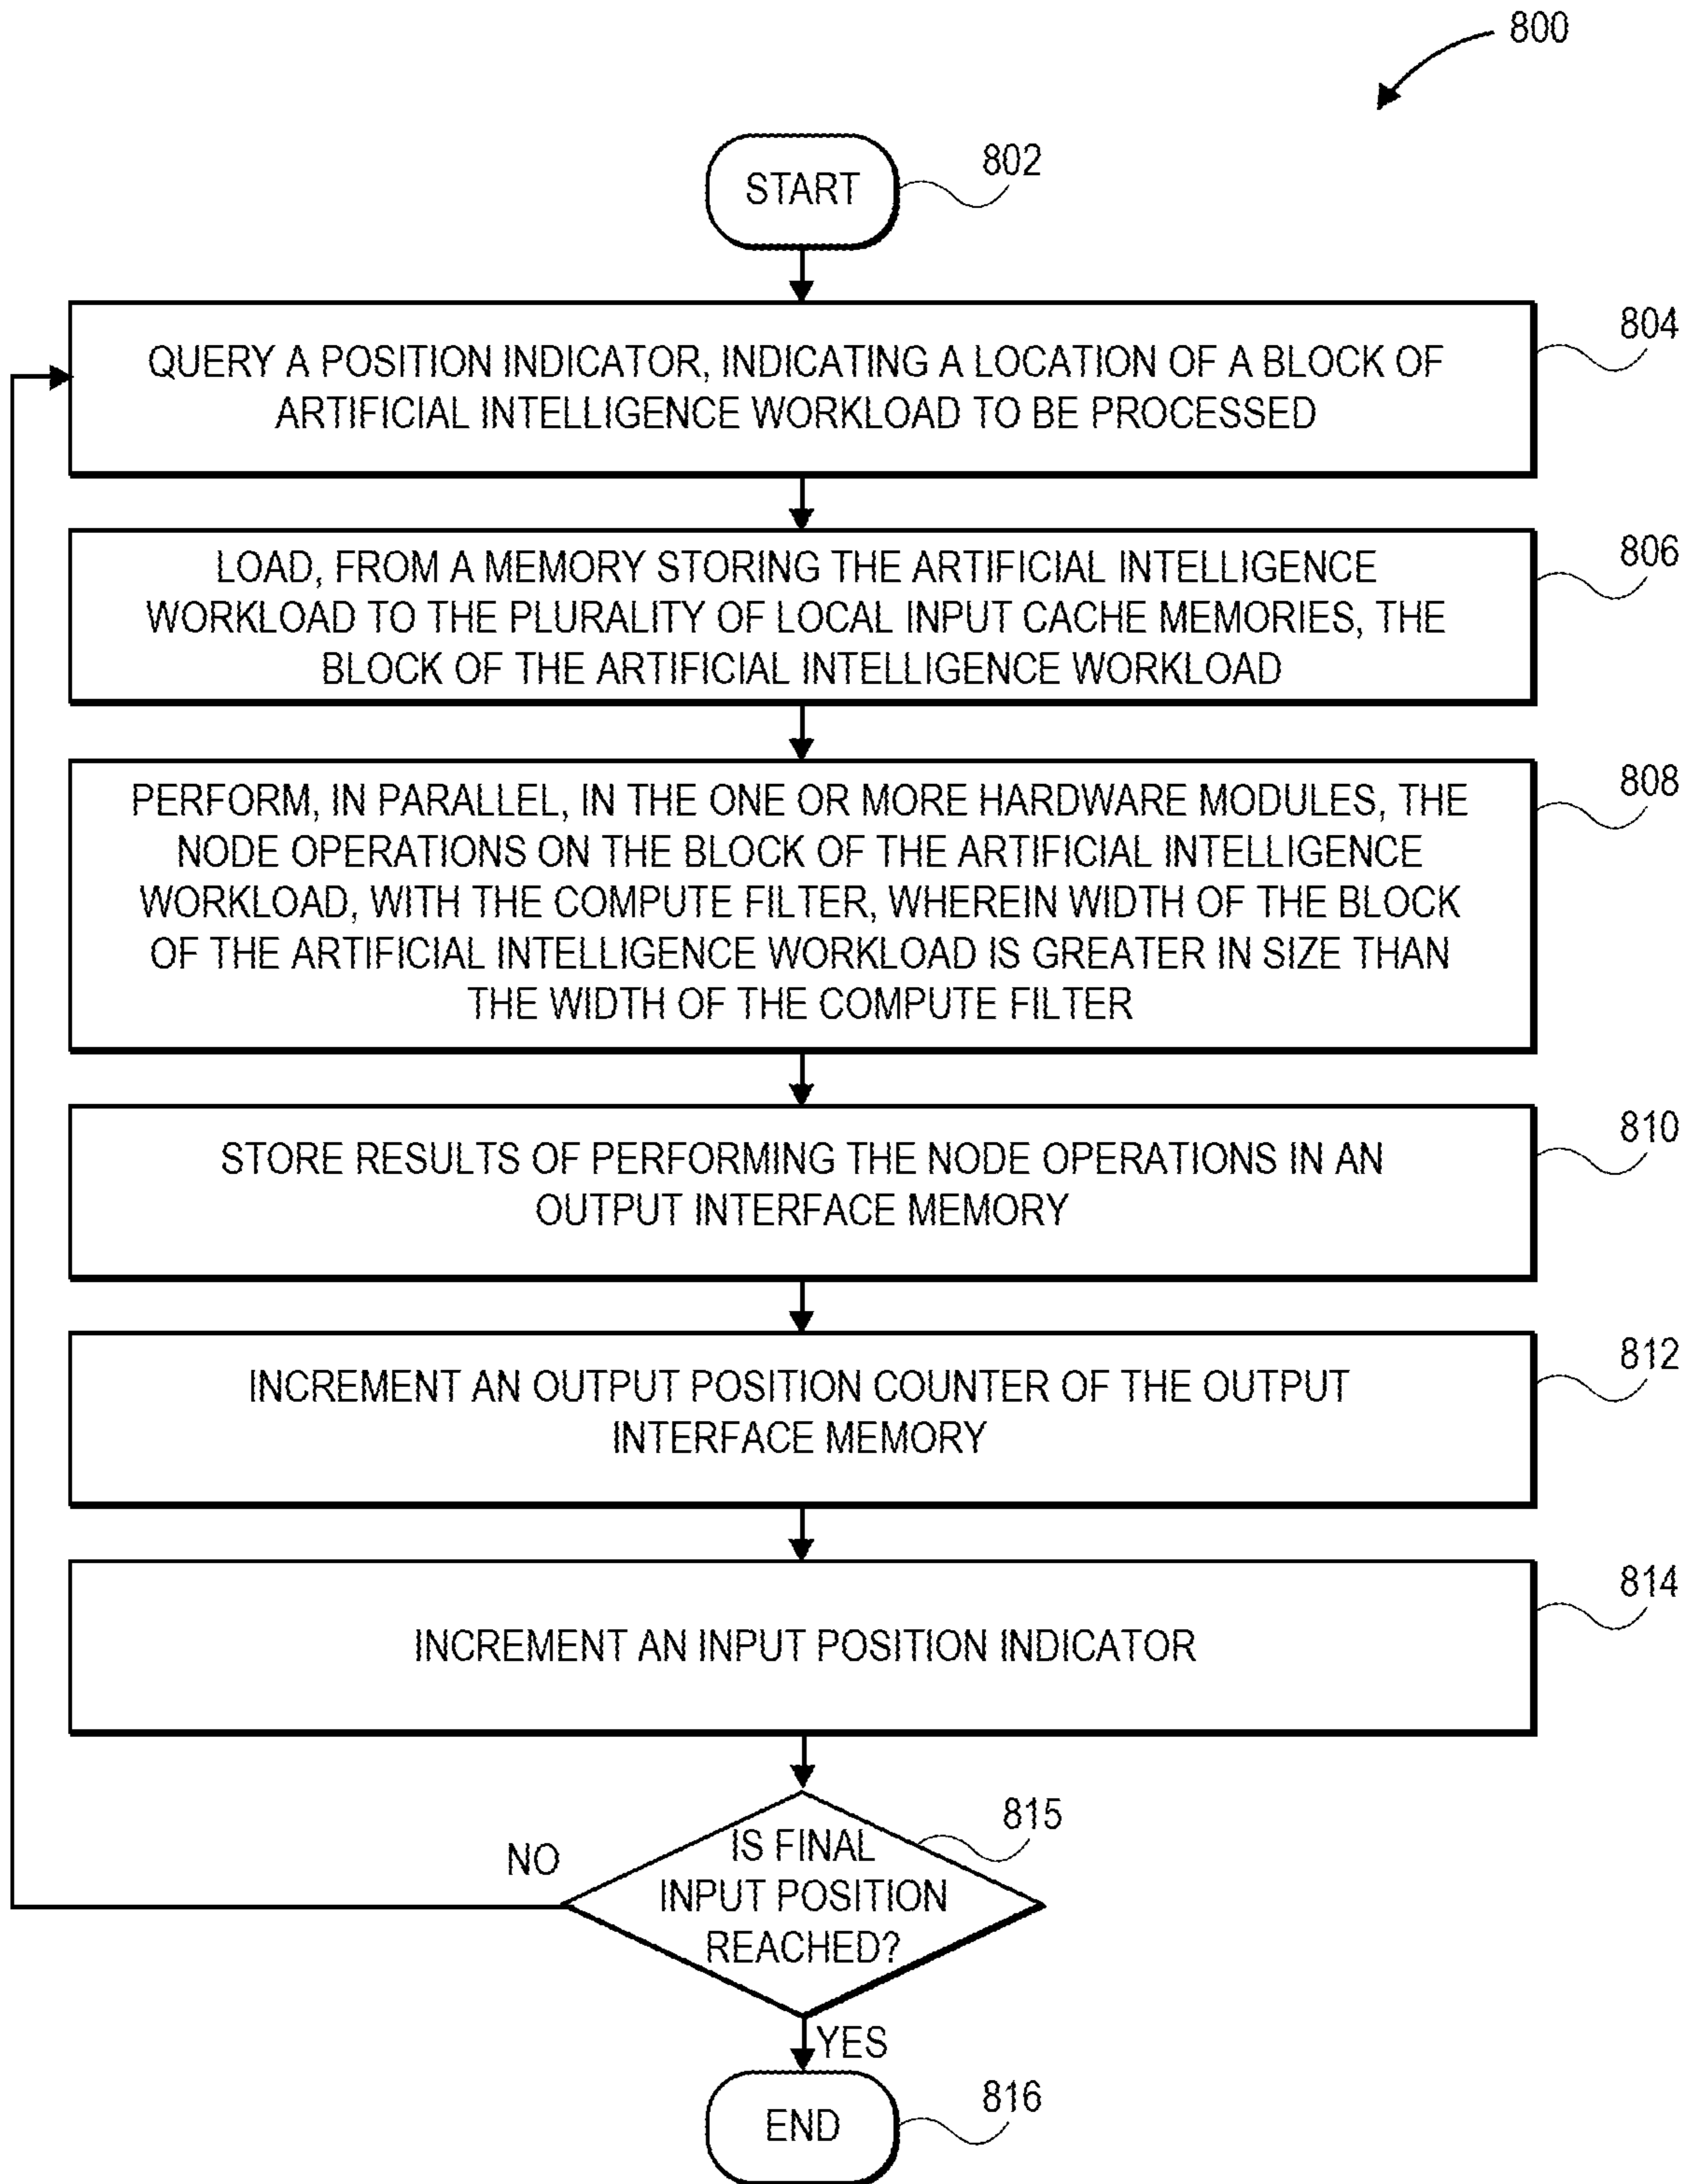 800
START
802
QUERY A POSITION INDICATOR, INDICATING A LOCATION OF A BLOCK OF
ARTIFICIAL INTELLIGENCE WORKLOAD TO BE PROCESSED
804
LOAD, FROM A MEMORY STORING THE ARTIFICIAL INTELLIGENCE
WORKLOAD TO THE PLURALITY OF LOCAL INPUT CACHE MEMORIES, THE
BLOCK OF THE ARTIFICIAL INTELLIGENCE WORKLOAD
806
PERFORM, IN PARALLEL, IN THE ONE OR MORE HARDWARE MODULES, THE
NODE OPERATIONS ON THE BLOCK OF THE ARTIFICIAL INTELLIGENCE
WORKLOAD, WITH THE COMPUTE FILTER, WHEREIN WIDTH OF THE BLOCK
OF THE ARTIFICIAL INTELLIGENCE WORKLOAD IS GREATER IN SIZE THAN
THE WIDTH OF THE COMPUTE FILTER
808
STORE RESULTS OF PERFORMING THE NODE OPERATIONS IN AN
OUTPUT INTERFACE MEMORY
810
INCREMENT AN OUTPUT POSITION COUNTER OF THE OUTPUT
INTERFACE MEMORY
812
INCREMENT AN INPUT POSITION INDICATOR
814
IS FINAL
INPUT POSITION
REACHED?
815
NO
YES
END
816